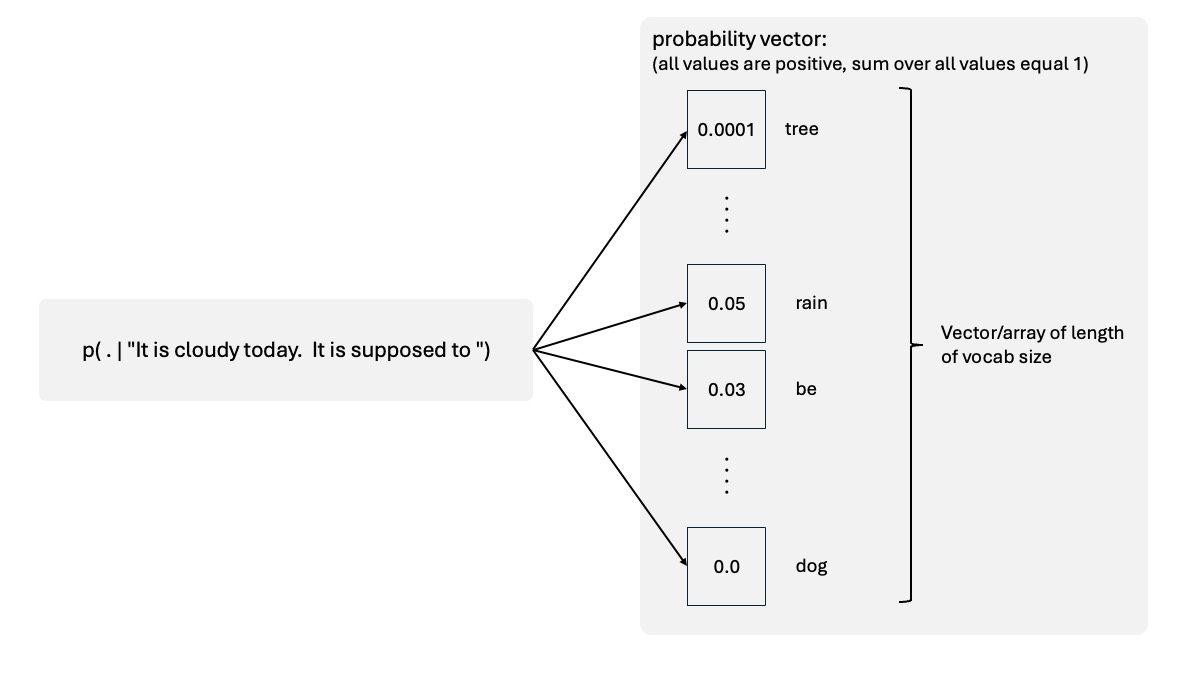 probability vector:
(all values are positive, sum over all values equal 1)
0.0001 tree
0.05 rain
p( . | "It is cloudy today.  It is supposed to ")
Vector/array of length
of vocab size
0.03 be
0.0 dog